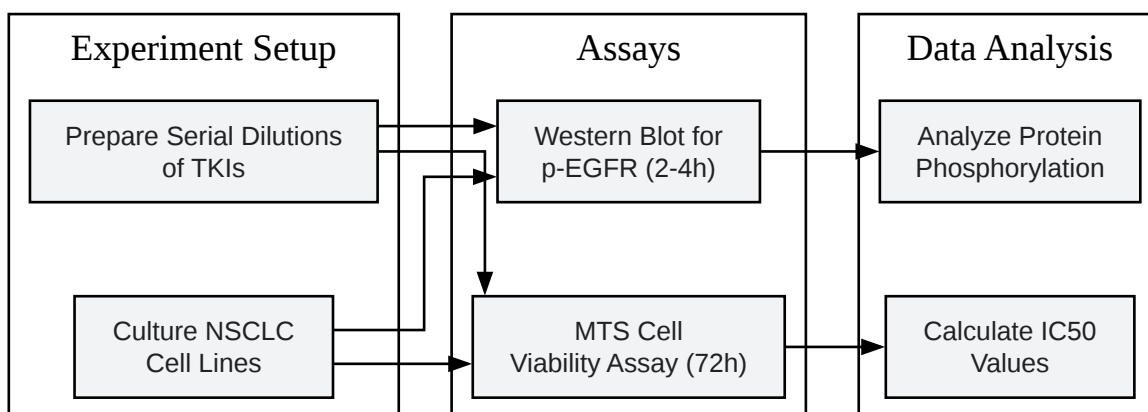 Experiment Setup
Prepare Serial Dilutions
of TKIs
Culture NSCLC
Cell Lines
Assays
Western Blot for
p-EGFR (2-4h)
MTS Cell
Viability Assay (72h)
Data Analysis
Analyze Protein
Phosphorylation
Calculate IC50
Values